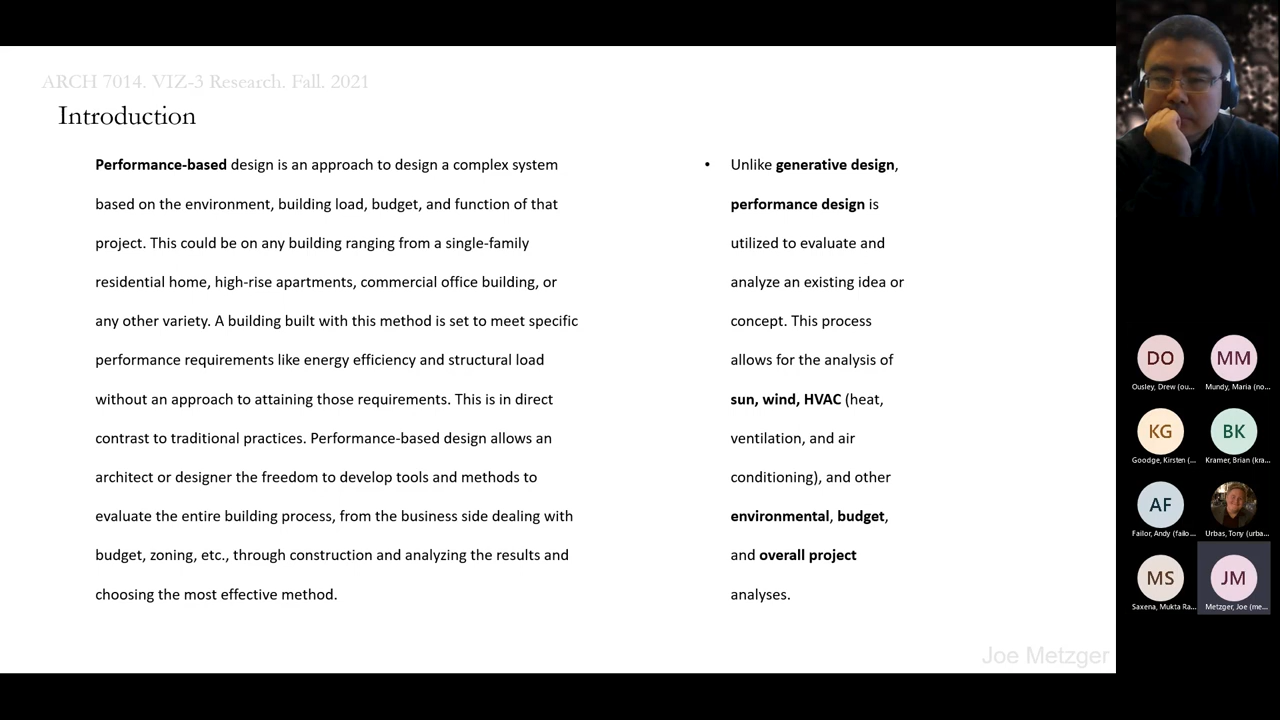 ARCH 7014. VIZ-3 Research. Fall. 2021
Introduction
Performance-based design is an approach to design a complex system
based on the environment, building load, budget, and function of that
project. This could be on any building ranging from a single-family
residential home, high-rise apartments, commercial office building, or
any other variety. A building built with this method is set to meet specific
performance requirements like energy efficiency and structural load
without an approach to attaining those requirements. This is in direct
contrast to traditional practices. Performance-based design allows an
architect or designer the freedom to develop tools and methods to
evaluate the entire building process, from the business side dealing with
budget, zoning, etc., through construction and analyzing the results and
choosing the most effective method.
• Unlike generative design,
performance design is
utilized to evaluate and
analyze an existing idea or
concept. This process
allows for the analysis of
sun, wind, HVAC (heat,
ventilation, and air
conditioning), and other
environmental, budget,
and overall project
analyses.
Joe Metzger
DO
MM
Ousley, Drew (ou...
Mundy, Maria (no...
KG
BK
Goodge, Kirsten (...
Kramer, Brian (kra...
AF
Failor, Andy (failo...
Urbas, Tony (urba...
MS
JM
Saxena, Mukta Ra...
Metzger, Joe (me...